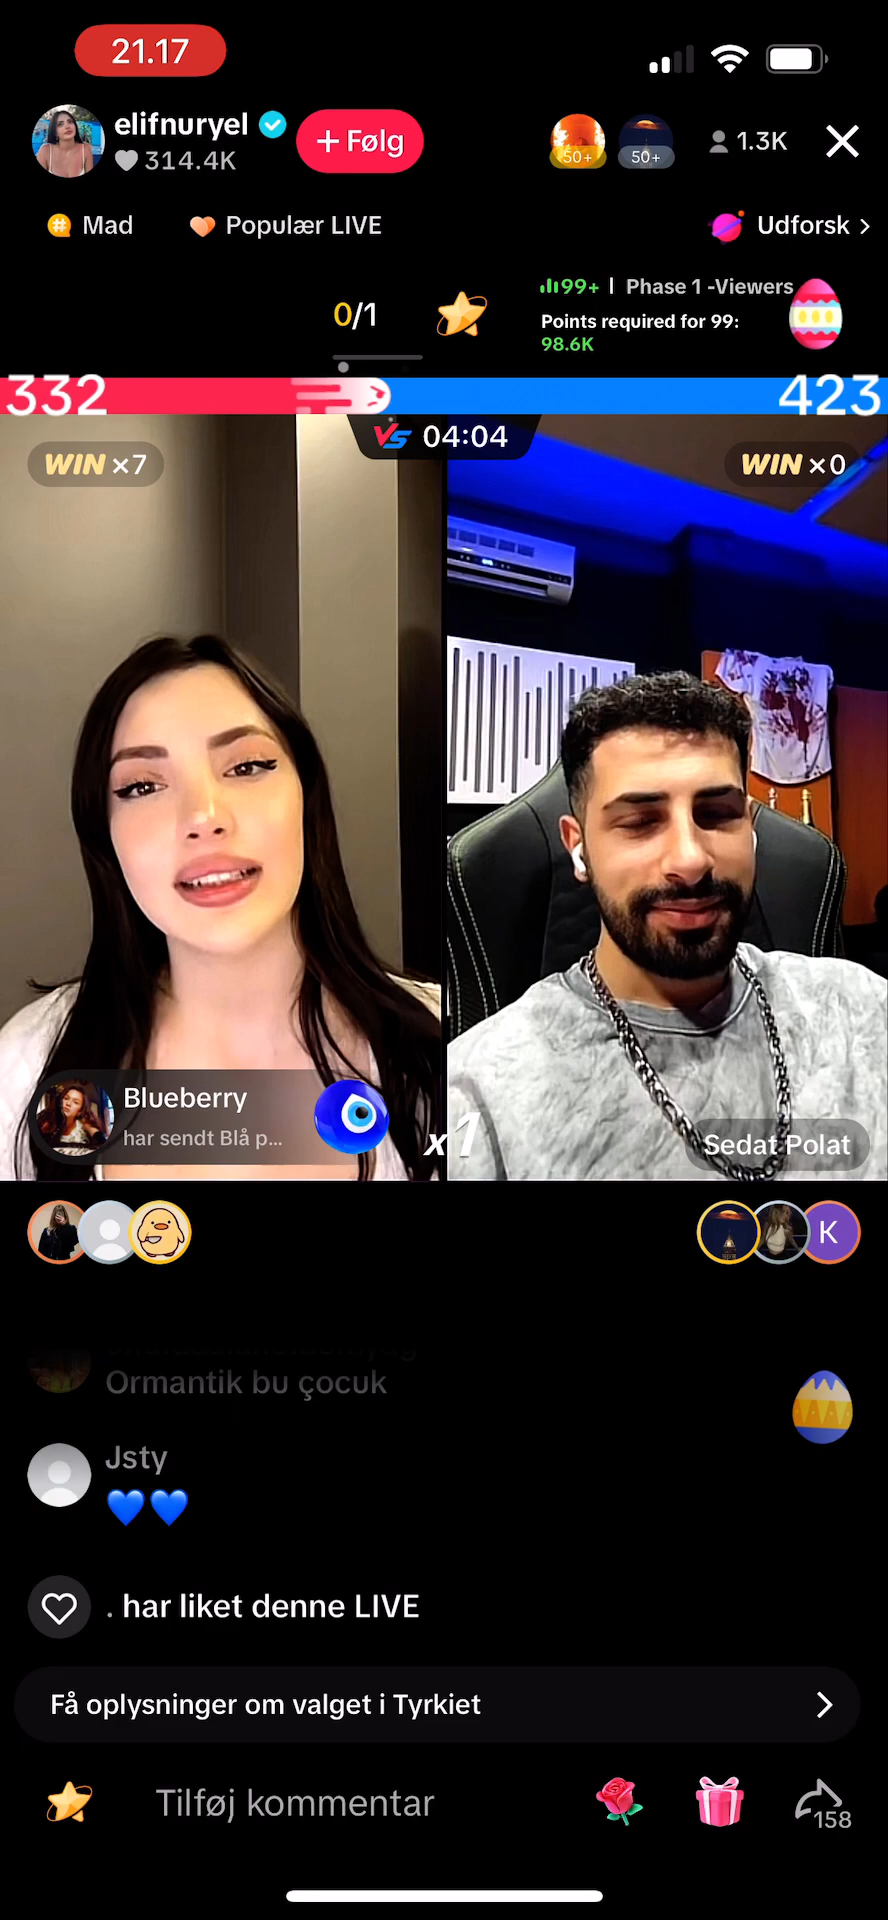 21.17
elifnuryel
314.4K
+ Følg
50+
50+
1.3K
Mad
Populær LIVE
Udforsk >
0/1
99+ | Phase 1 -Viewers
Points required for 99:
98.6K
332
423
VS 04:04
WIN ×7
WIN ×0
Blueberry
har sendt Blå p...
x1
Sedat Polat
K
Ormantik bu çocuk
Jsty
. har liket denne LIVE
Få oplysninger om valget i Tyrkiet
Tilføj kommentar
158